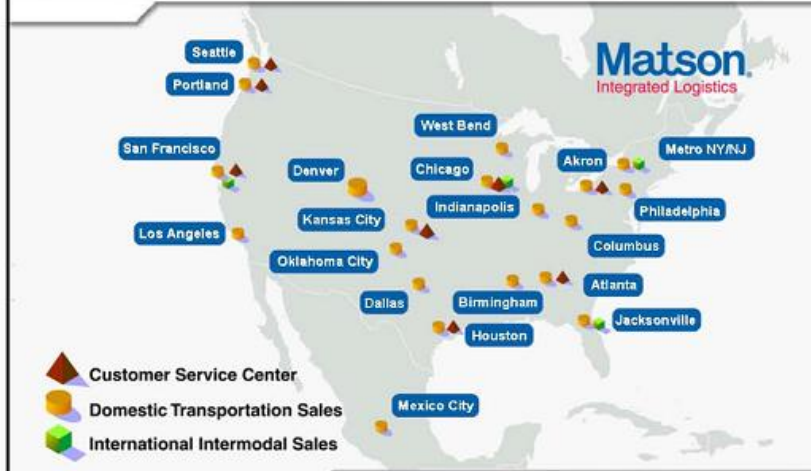 Seattle
Portland
Matson.
Integrated Logistics
West Bend
San Francisco
Metro NY/NJ
Akron
Chicago
Denver
Indianapolis
Philadelphia
Kansas City
Los Angeles
Columbus
Oklahoma City
Atlanta
Dallas
Birmingham
Jacksonville
Houston
Customer Service Center
Domestic Transportation Sales
Mexico City
International Intermodal Sales